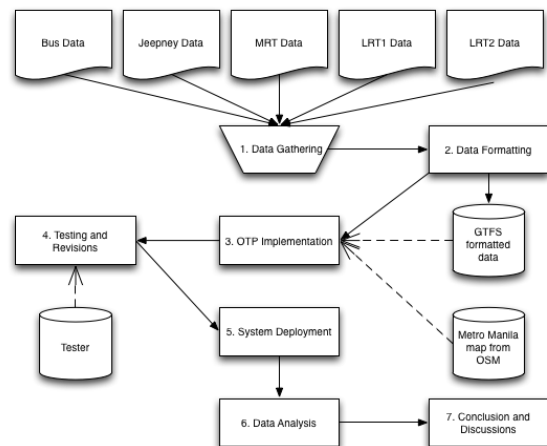 Bus Data
Jeepney Data
MRT Data
LRT1 Data
LRT2 Data
1. Data Gathering
2. Data Formatting
4. Testing and
Revisions
3. OTP Implementation
GTFS
formatted
data
Tester
5. System Deployment
Metro Manila
map from
OSM
6. Data Analysis
7. Conclusion and
Discussions